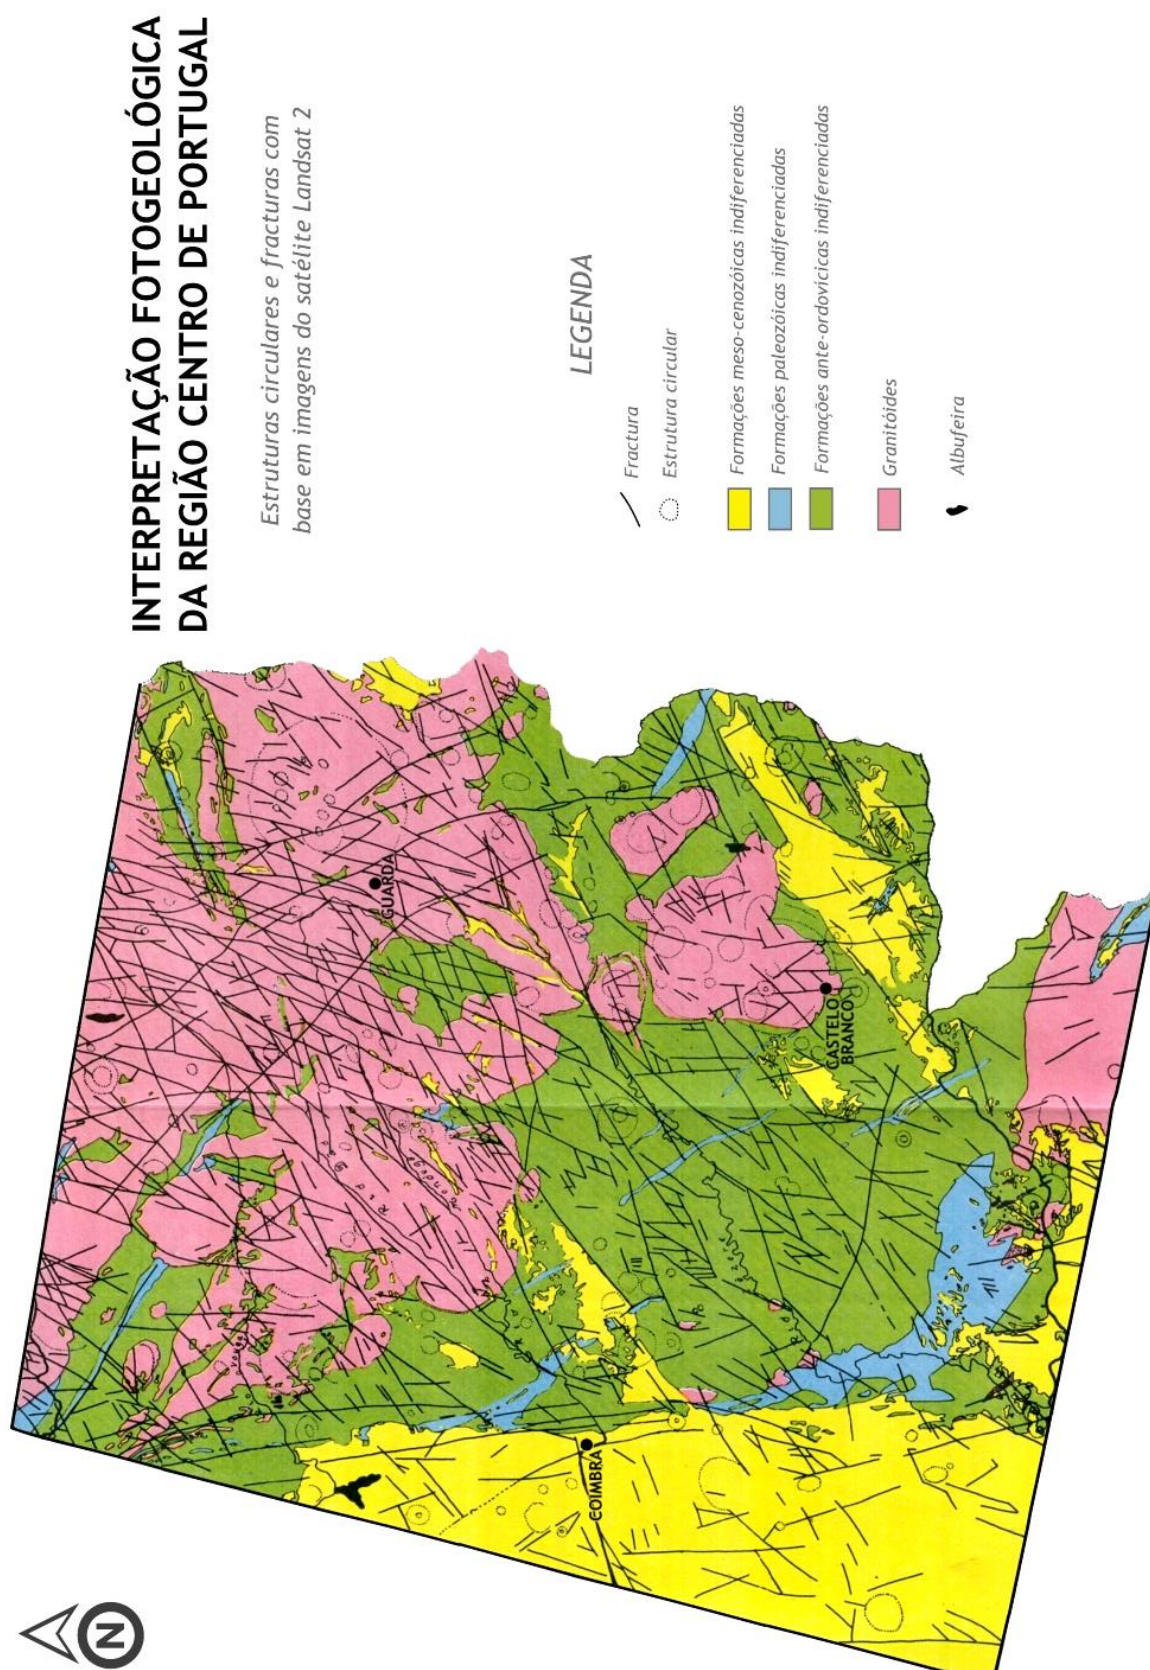 INTERPRETAÇÃO FOTOGEOLÓGICA
DA REGIÃO CENTRO DE PORTUGAL
Estruturas circulares e fracturas com
base em imagens do satélite Landsat 2
LEGENDA
Fractura
Estrutura circular
Formações meso-cenozóicas indiferenciadas
Formações paleozóicas indiferenciadas
Formações ante-ordovícicas indiferenciadas
Granitóides
Albufeira
N
GUARDA
CASTELO
BRANCO
COIMBRA